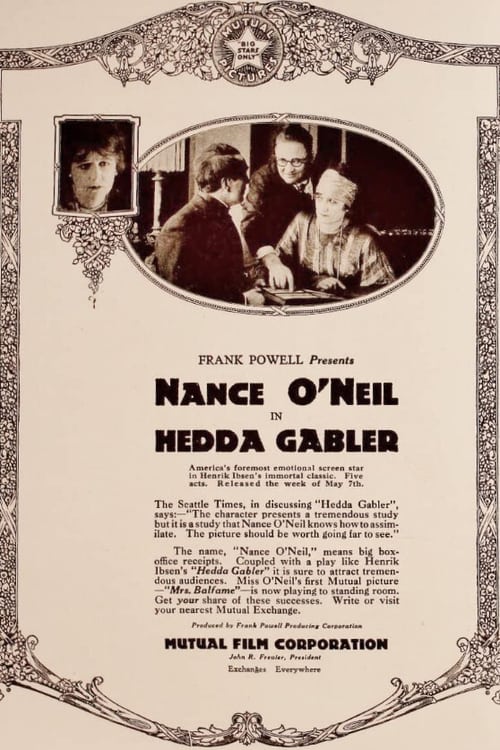 MUTUAL
"BIG
STARS
ONLY"
PICTURES
FRANK POWELL Presents
NANCE O'NEIL
IN
HEDDA GABLER
America's foremost emotional screen star
in Henrik Ibsen's immortal classic. Five
acts. Released the week of May 7th.
The Seattle Times, in discussing "Hedda Gabler",
says:—"The character presents a tremendous study
but it is a study that Nance O'Neil knows how to assim-
ilate. The picture should be worth going far to see."
The name, "Nance O'Neil," means big box-
office receipts. Coupled with a play like Henrik
Ibsen's "Hedda Gabler" it is sure to attract tremen-
dous audiences. Miss O'Neil's first Mutual picture
—"Mrs. Balfame"—is now playing to standing room.
Get your share of these successes. Write or visit
your nearest Mutual Exchange.
Produced by Frank Powell Producing Corporation
MUTUAL FILM CORPORATION
John R. Freuler, President
Exchanges Everywhere